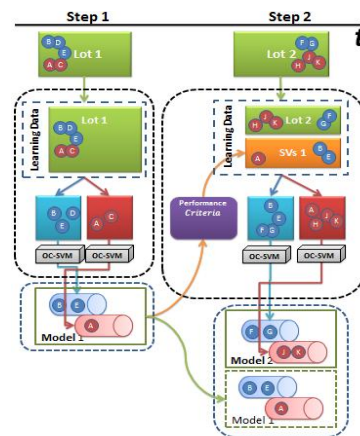 Step 1
Step 2
t
B D
E
A C
Lot 1
Lot 2
F G
J
H K
Learning Data
B D
E
A C
Lot 1
Learning Data
H J K
Lot 2
F
G
A
SVs 1
B
E
B D
E
A C
OC-SVM
OC-SVM
Performance
Criteria
B
E
F G
A J
H K
OC-SVM
OC-SVM
B E
A
Model 1
F G
J K
Model 2
B E
A
Model 1